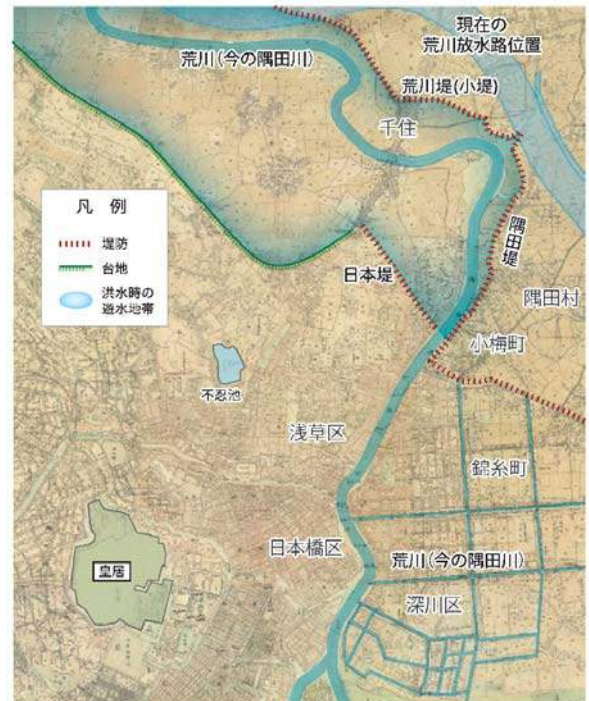 現在の
荒川放水路位置
荒川(今の隅田川)
荒川堤(小堤)
千住
凡 例
堤防
台地
洪水時の
遊水地帯
日本堤
隅田堤
隅田村
小梅町
不忍池
浅草区
錦糸町
日本橋区
荒川(今の隅田川)
皇居
深川区